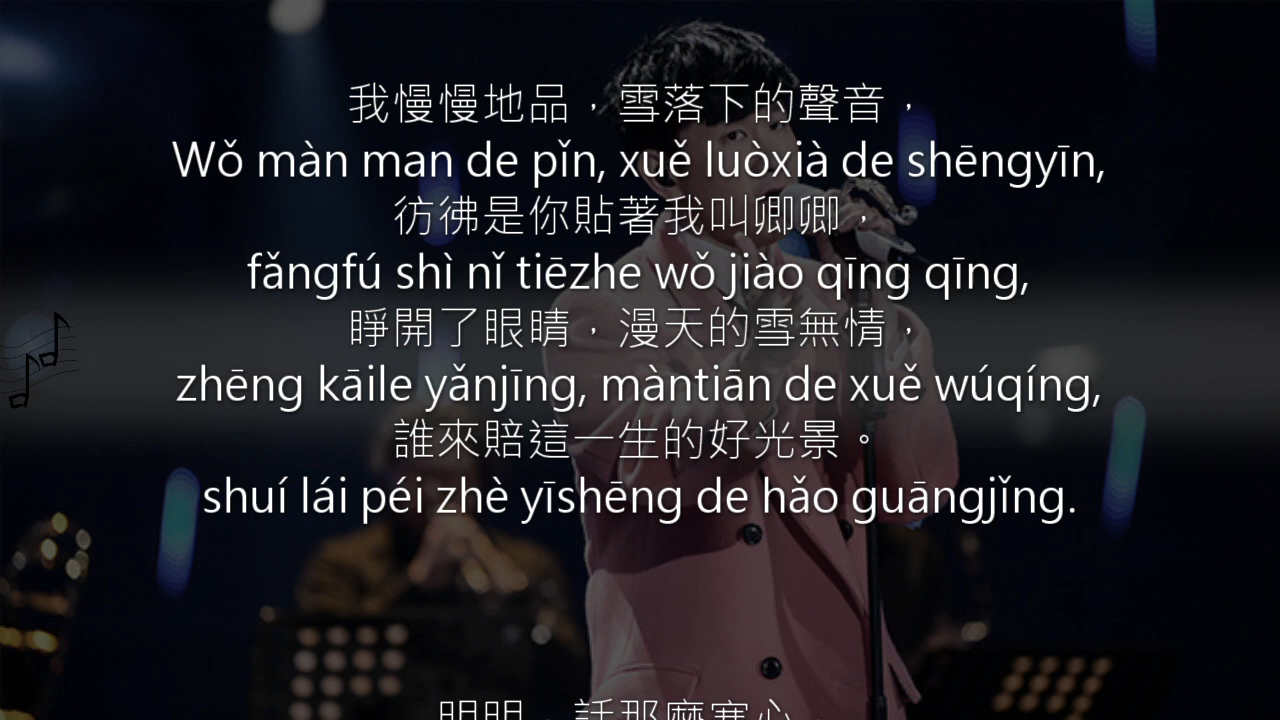 我慢慢地品，雪落下的聲音，
Wǒ màn man de pǐn, xuě luòxià de shēngyīn,
彷彿是你貼著我叫卿卿，
fǎngfú shì nǐ tiēzhe wǒ jiào qīng qīng,
睜開了眼睛，漫天的雪無情，
zhēng kāile yǎnjīng, màntiān de xuě wúqíng,
誰來賠這一生的好光景。
shuí lái péi zhè yīshēng de hǎo guāngjǐng.
明明，話那麼寒心，